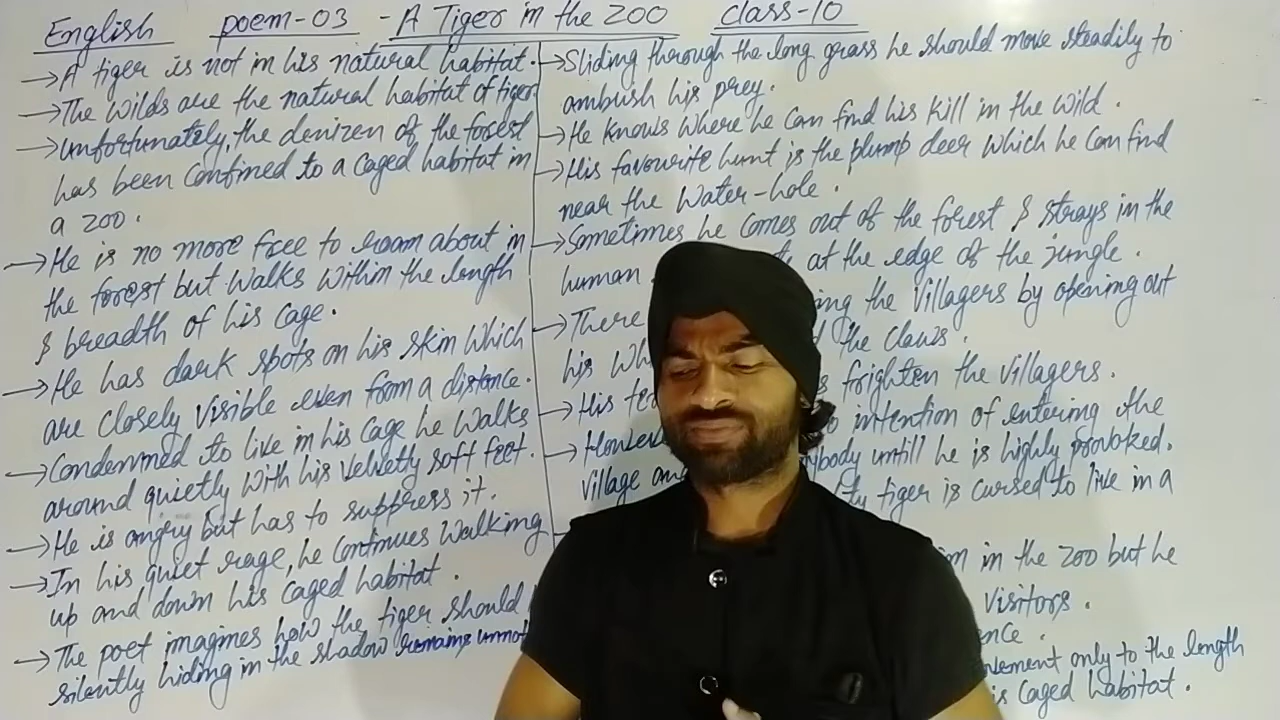 English poem-03 - A Tiger in the Zoo class-10
→ A tiger is not in his natural habitat.
→ The wilds are the natural habitat of tiger
→ unfortunately, the denizen of the forest
has been confined to a caged habitat in
a zoo.
→ He is no more free to roam about in
the forest but walks within the length
& breadth of his cage.
→ He has dark spots on his skin which
are closely visible even from a distance.
→ Condemned to live in his cage he walks
around quietly with his velvetly soft feet.
→ He is angry but has to suppress it.
→ In his quiet rage, he continues walking
up and down his caged habitat.
→ The poet imagines how the tiger should
silently hiding in the shadow remains
→ Sliding through the long grass he should move steadily to
ambush his prey.
→ He knows where he can find his kill in the wild.
→ His favourite hunt is the plump deer which he can find
near the water-hole.
→ Sometimes he comes out of the forest & strays in the
human at the edge of the jungle.
→ There the villagers by opening out
his the claws.
→ His frighten the villagers.
→ intention of entering the
village untill he is highly provoked.
tiger is cursed to live in a
in the zoo but he
visitors.
only to the length
caged habitat.